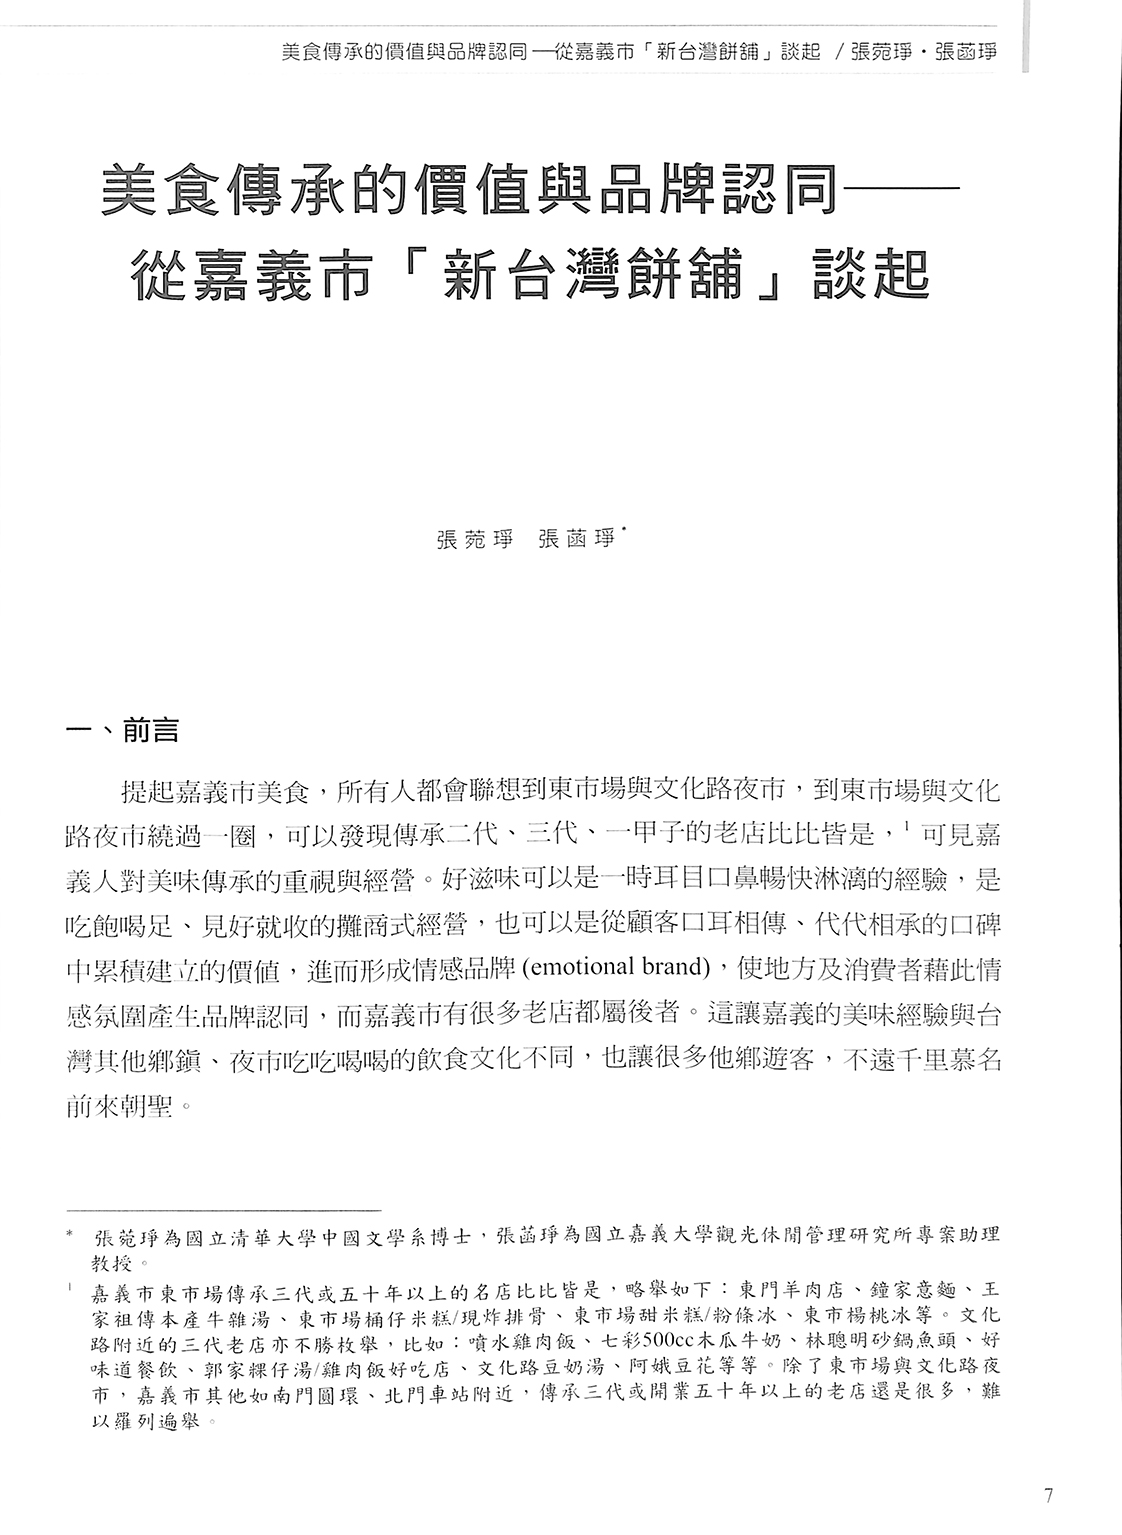 美食傳承的價值與品牌認同—從嘉義市「新台灣餅舖」談起 / 張菀琤・張菡琤
美食傳承的價值與品牌認同——
從嘉義市「新台灣餅舖」談起
張菀琤 張菡琤*
一、前言
提起嘉義市美食，所有人都會聯想到東市場與文化路夜市，到東市場與文化
路夜市繞過一圈，可以發現傳承二代、三代、一甲子的老店比比皆是，1 可見嘉
義人對美味傳承的重視與經營。好滋味可以是一時耳目口鼻暢快淋漓的經驗，是
吃飽喝足、見好就收的攤商式經營，也可以是從顧客口耳相傳、代代相承的口碑
中累積建立的價值，進而形成情感品牌 (emotional brand)，使地方及消費者藉此情
感氛圍產生品牌認同，而嘉義市有很多老店都屬後者。這讓嘉義的美味經驗與台
灣其他鄉鎮、夜市吃吃喝喝的飲食文化不同，也讓很多他鄉遊客，不遠千里慕名
前來朝聖。
* 張菀琤為國立清華大學中國文學系博士，張菡琤為國立嘉義大學觀光休閒管理研究所專案助理
教授。
1 嘉義市東市場傳承三代或五十年以上的名店比比皆是，略舉如下：東門羊肉店、鐘家意麵、王
家祖傳本產牛雜湯、東市場桶仔米糕/現炸排骨、東市場甜米糕/粉條冰、東市楊桃冰等。文化
路附近的三代老店亦不勝枚舉，比如：噴水雞肉飯、七彩500cc木瓜牛奶、林聰明砂鍋魚頭、好
味道餐飲、郭家粿仔湯/雞肉飯好吃店、文化路豆奶湯、阿娥豆花等等。除了東市場與文化路夜
市，嘉義市其他如南門圓環、北門車站附近，傳承三代或開業五十年以上的老店還是很多，難
以羅列遍舉。
7